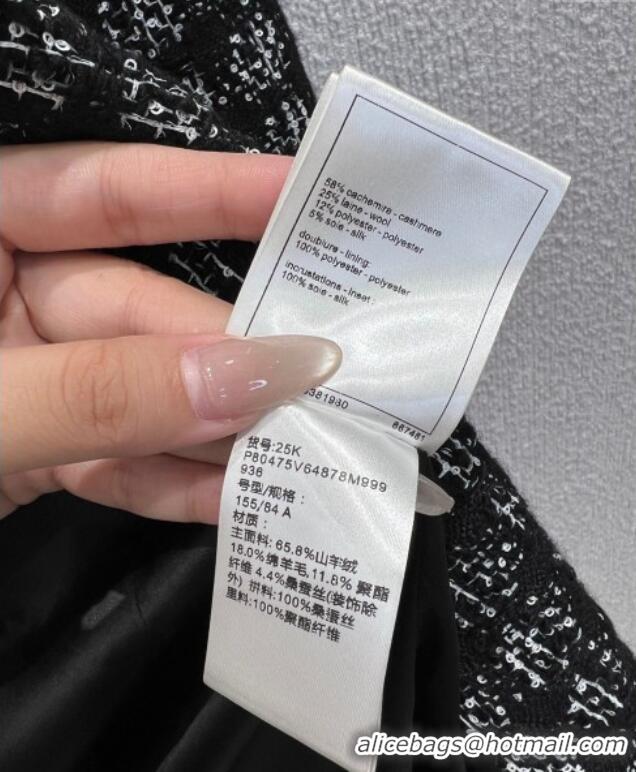 58% cachemire - cashmere
25% laine - wool
12% polyester - polyester
5% soie - silk
doublure - lining:
100% polyester - polyester
incrustations - inset :
100% soie - silk
381980
887481
货号:25K
P80475V64878M999
936
号型/规格:
155/84 A
材质:
主面料:65.8%山羊绒
18.0%绵羊毛,11.8% 聚酯
纤维 4.4%桑蚕丝(装饰除
外) 拼料:100%桑蚕丝
里料:100%聚酯纤维
alicebags@hotmail.com